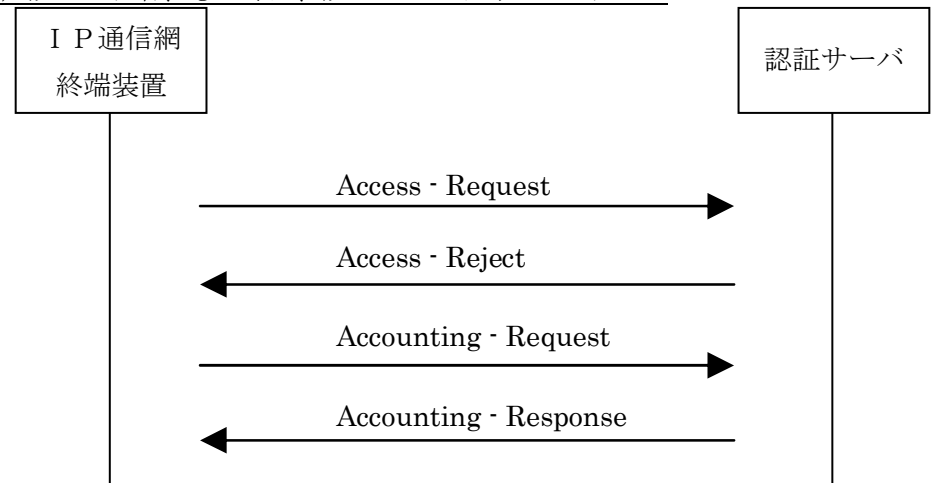 ＩＰ通信網
終端装置
認証サーバ
Access - Request
Access - Reject
Accounting - Request
Accounting - Response